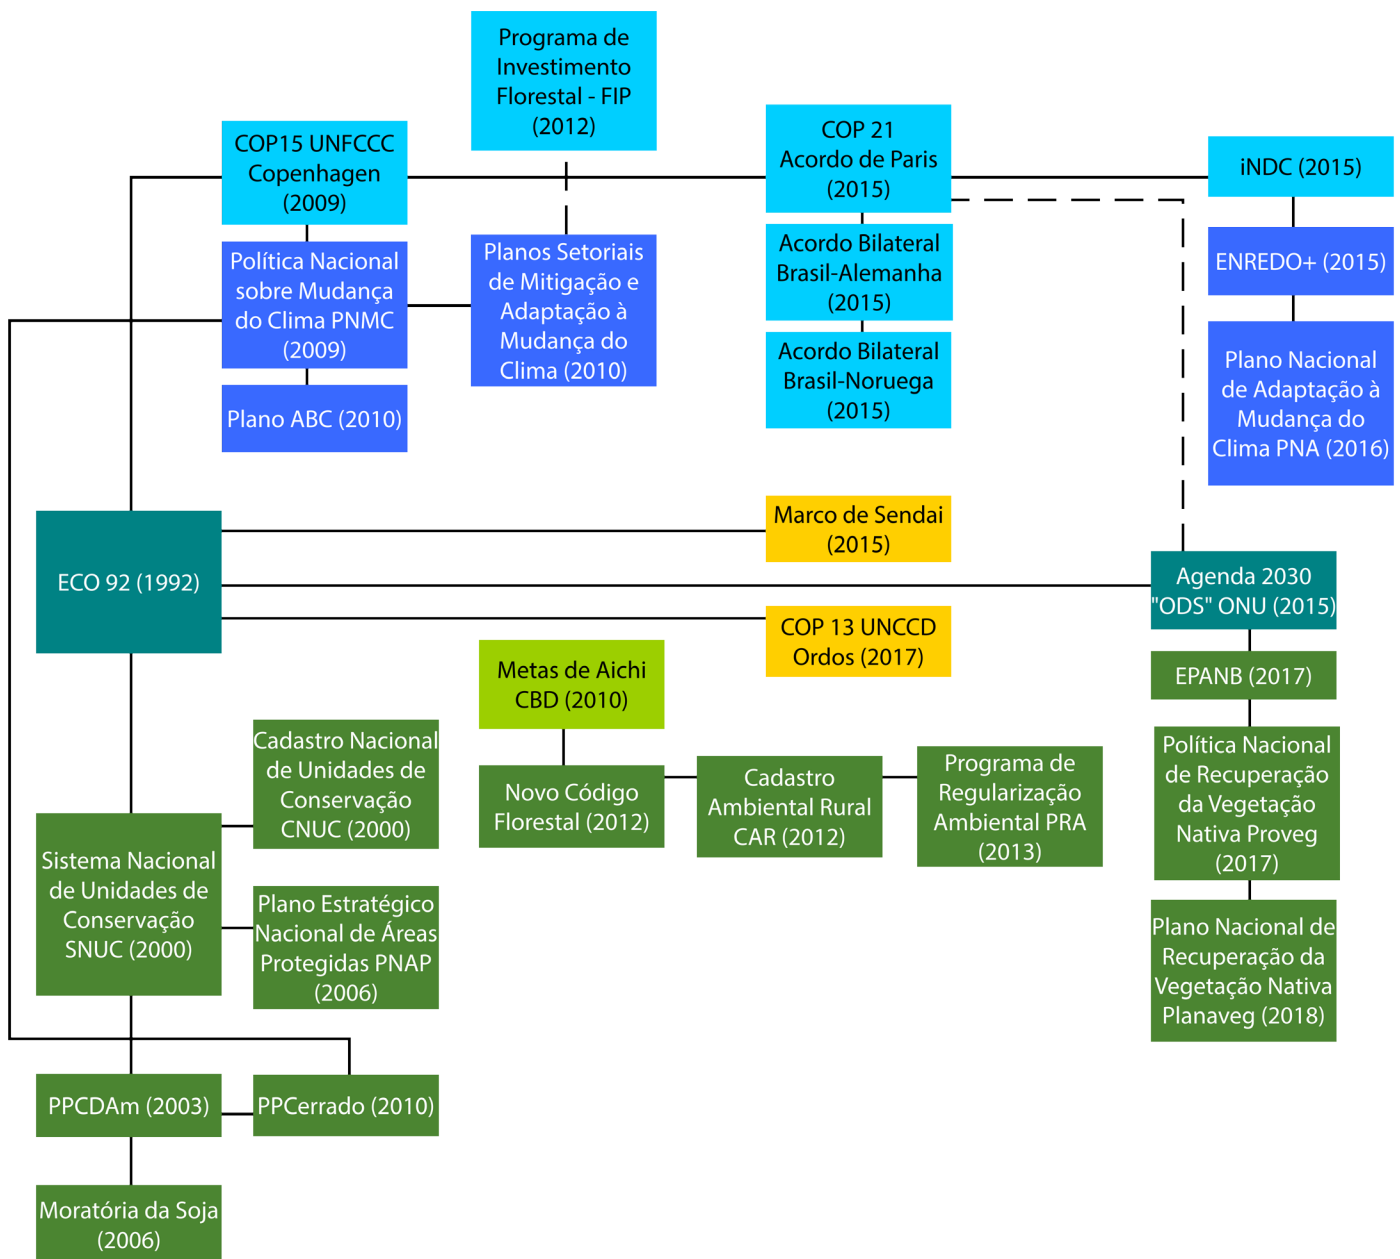 Programa de
Investimento
Florestal - FIP
(2012)
COP15 UNFCCC
Copenhagen
(2009)
COP 21
Acordo de Paris
(2015)
iNDC (2015)
Política Nacional
sobre Mudança
do Clima PNMC
(2009)
Planos Setoriais
de Mitigação e
Adaptação à
Mudança do
Clima (2010)
Acordo Bilateral
Brasil-Alemanha
(2015)
ENREDO+ (2015)
Plano ABC (2010)
Acordo Bilateral
Brasil-Noruega
(2015)
Plano Nacional
de Adaptação à
Mudança do
Clima PNA (2016)
Marco de Sendai
(2015)
ECO 92 (1992)
Agenda 2030
"ODS" ONU (2015)
COP 13 UNCCD
Ordos (2017)
Metas de Aichi
CBD (2010)
EPANB (2017)
Cadastro Nacional
de Unidades de
Conservação
CNUC (2000)
Novo Código
Florestal (2012)
Cadastro
Ambiental Rural
CAR (2012)
Programa de
Regularização
Ambiental PRA
(2013)
Política Nacional
de Recuperação
da Vegetação
Nativa Proveg
(2017)
Sistema Nacional
de Unidades de
Conservação
SNUC (2000)
Plano Estratégico
Nacional de Áreas
Protegidas PNAP
(2006)
Plano Nacional de
Recuperação da
Vegetação Nativa
Planaveg (2018)
PPCDAm (2003)
PPCerrado (2010)
Moratória da Soja
(2006)